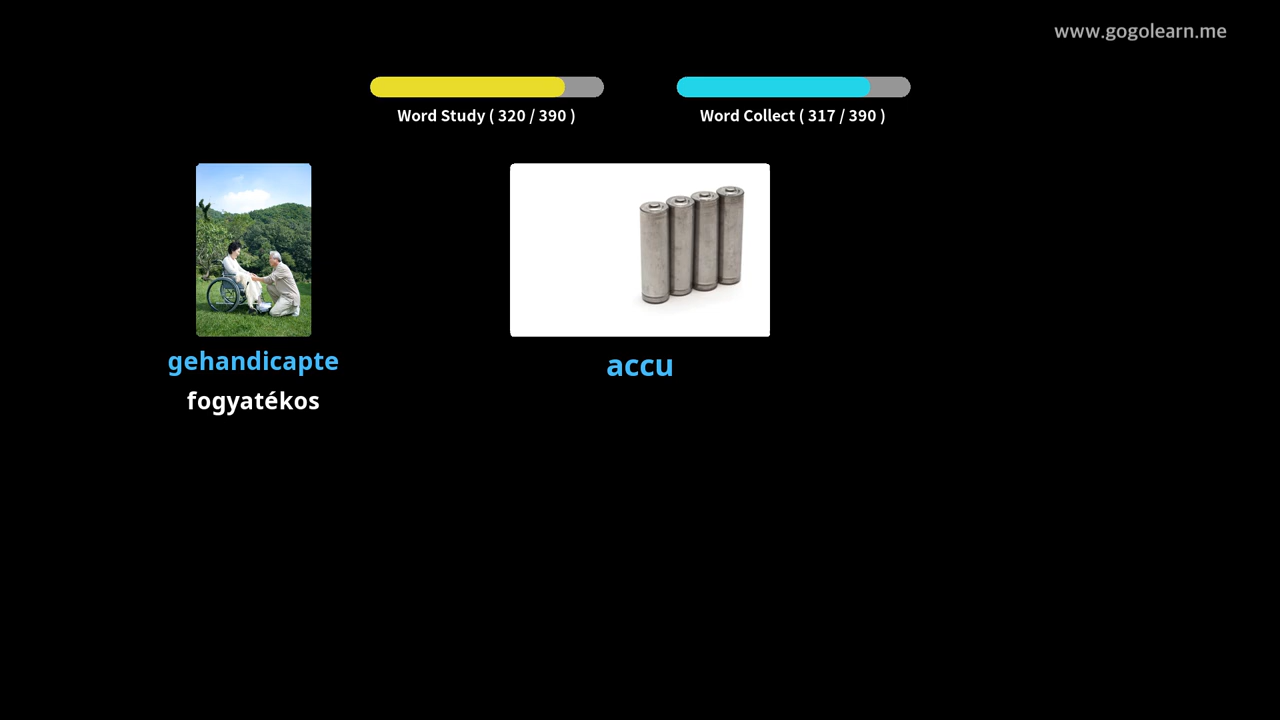 www.gogolearn.me
Word Study ( 320 / 390 )
Word Collect ( 317 / 390 )
gehandicapte
fogyatékos
accu